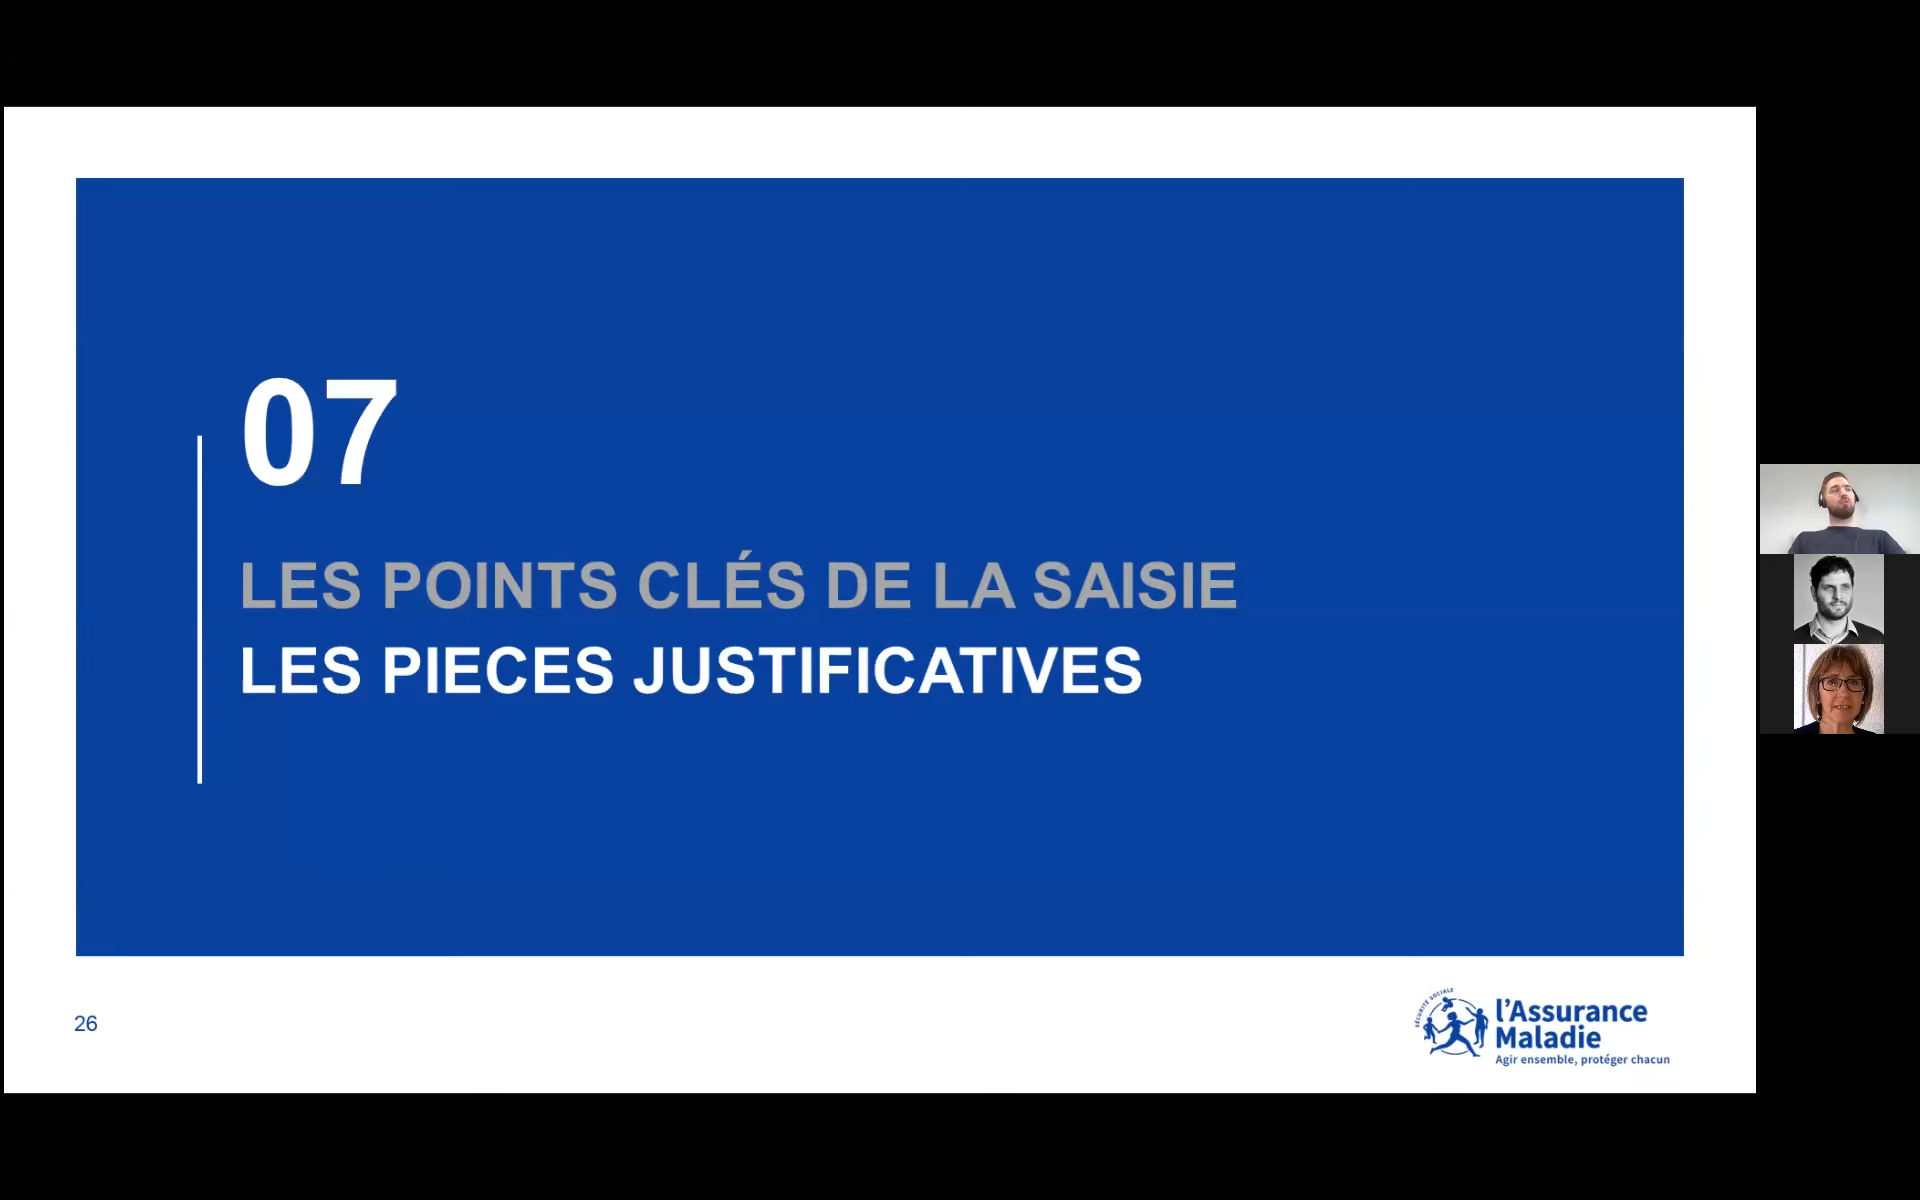 07
LES POINTS CLÉS DE LA SAISIE
LES PIECES JUSTIFICATIVES
26
SÉCURITÉ SOCIALE
l'Assurance
Maladie
Agir ensemble, protéger chacun